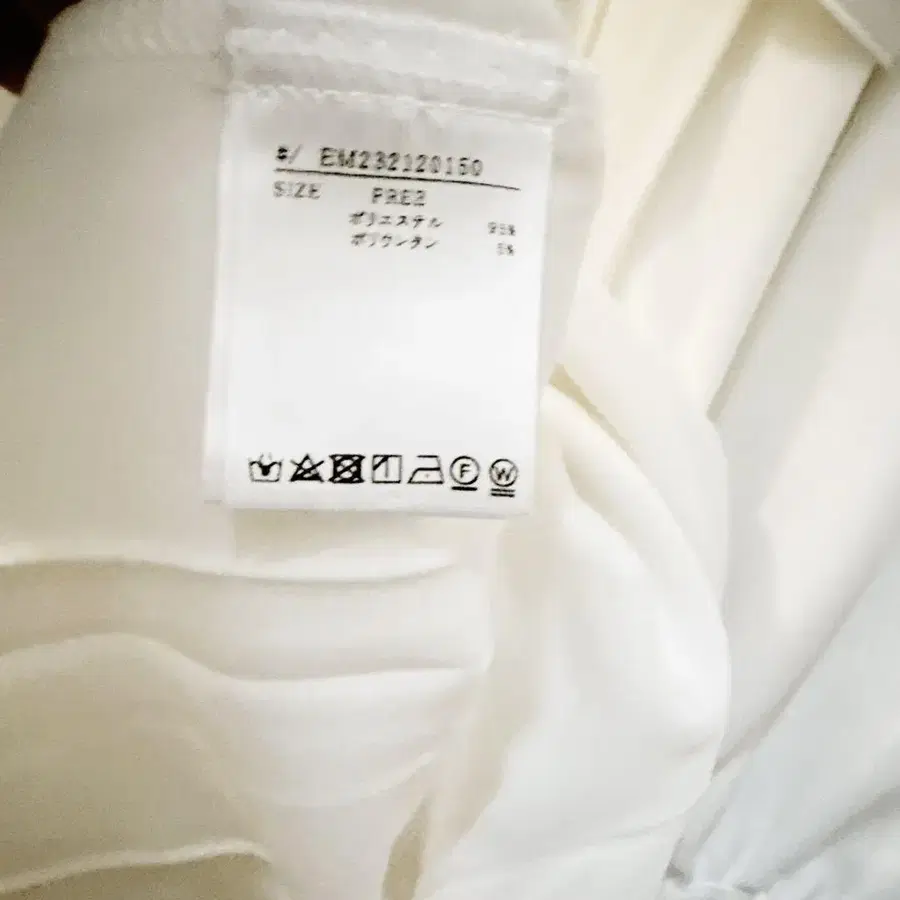 #/ EM232120150
SIZE FREE
ポリエステル 95%
ポリウレタン 5%
F W